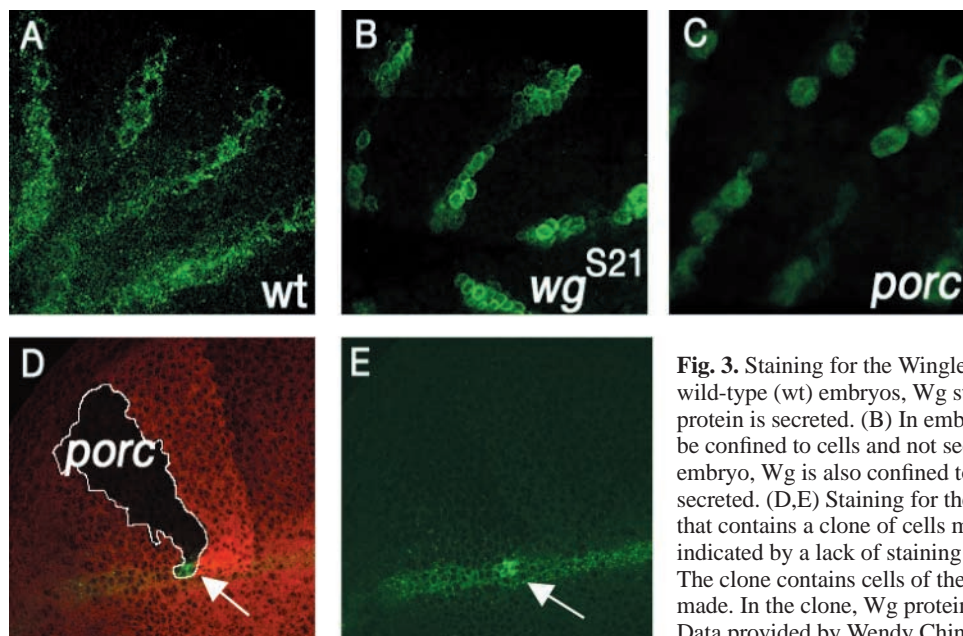 A
wt
B
wg S21
C
porc
D
porc
E
Fig. 3. Staining for the Wingle
wild-type (wt) embryos, Wg s
protein is secreted. (B) In emb
be confined to cells and not se
embryo, Wg is also confined t
secreted. (D,E) Staining for the
that contains a clone of cells m
indicated by a lack of staining
The clone contains cells of the
made. In the clone, Wg protein
Data provided by Wendy Chin